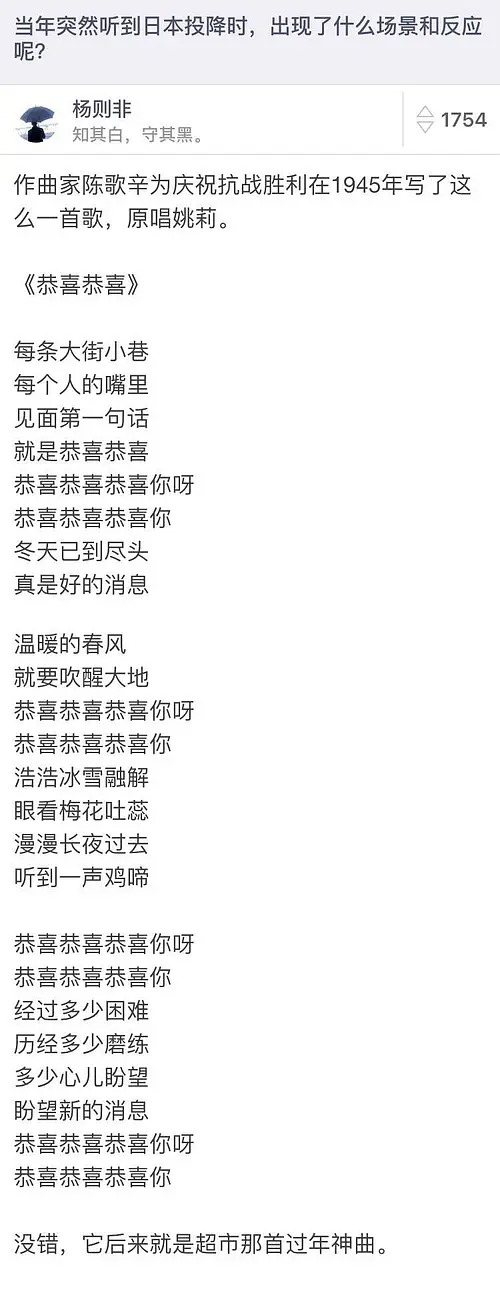 当年突然听到日本投降时，出现了什么场景和反应
呢？
杨则非
知其白，守其黑。
1754
作曲家陈歌辛为庆祝抗战胜利在1945年写了这
么一首歌，原唱姚莉。
《恭喜恭喜》
每条大街小巷
每个人的嘴里
见面第一句话
就是恭喜恭喜
恭喜恭喜恭喜你呀
恭喜恭喜恭喜你
冬天已到尽头
真是好的消息
温暖的春风
就要吹醒大地
恭喜恭喜恭喜你呀
恭喜恭喜恭喜你
浩浩冰雪融解
眼看梅花吐蕊
漫漫长夜过去
听到一声鸡啼
恭喜恭喜恭喜你呀
恭喜恭喜恭喜你
经过多少困难
历经多少磨练
多少心儿盼望
盼望新的消息
恭喜恭喜恭喜你呀
恭喜恭喜恭喜你
没错，它后来就是超市那首过年神曲。